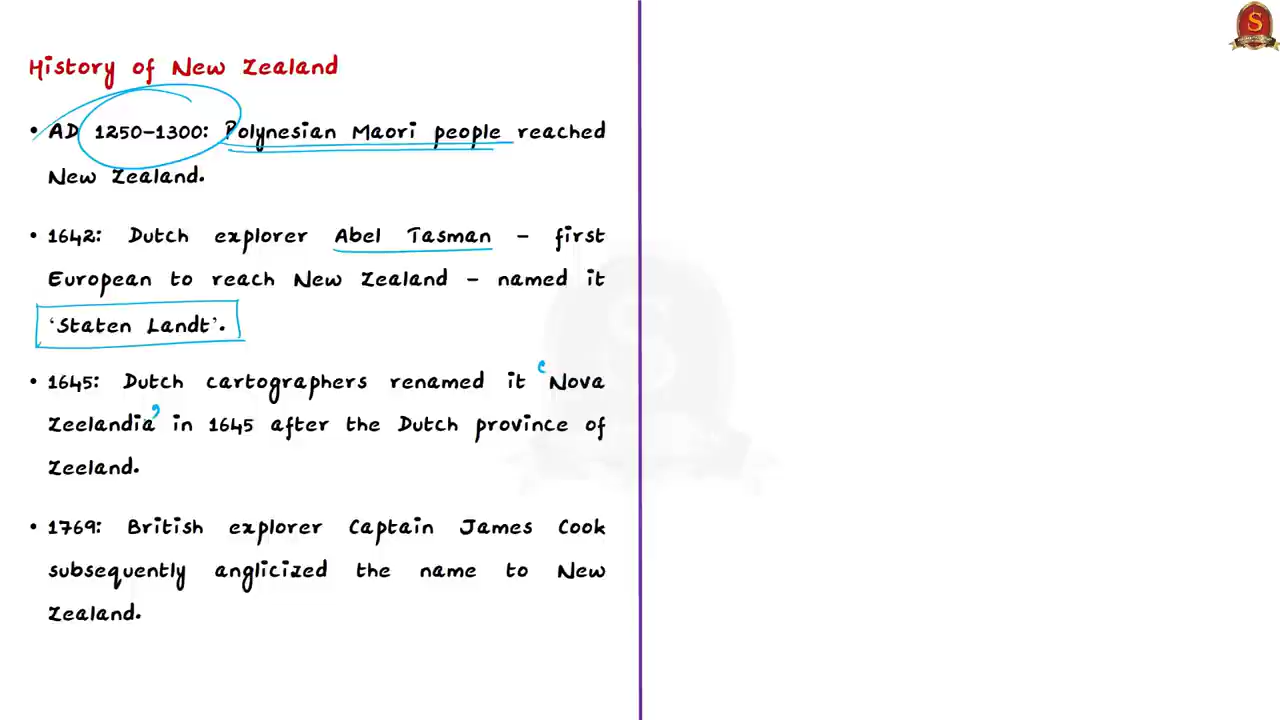 History of New Zealand
• AD 1250-1300: Polynesian Maori people reached
New Zealand.
• 1642: Dutch explorer Abel Tasman - first
European to reach New Zealand - named it
'Staten Landt'.
• 1645: Dutch cartographers renamed it 'Nova
Zeelandia' in 1645 after the Dutch province of
Zeeland.
• 1769: British explorer Captain James Cook
subsequently anglicized the name to New
Zealand.
S